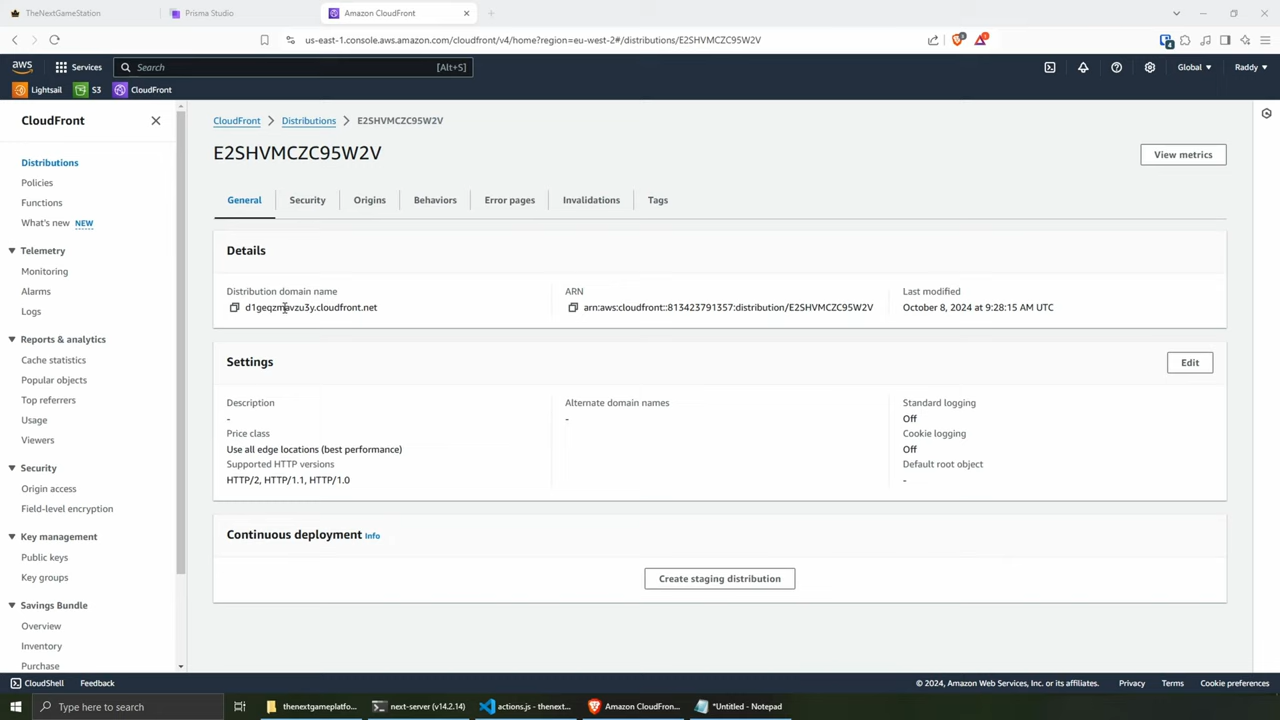 TheNextGameStation
Prisma Studio
Amazon CloudFront
us-east-1.console.aws.amazon.com/cloudfront/v4/home?region=eu-west-2#/distributions/E2SHVMCZC95W2V
aws
Services
Search
[Alt+S]
Global
Raddy
Lightsail
S3
CloudFront
CloudFront
Distributions
Policies
Functions
What's new NEW
Telemetry
Monitoring
Alarms
Logs
Reports & analytics
Cache statistics
Popular objects
Top referrers
Usage
Viewers
Security
Origin access
Field-level encryption
Key management
Public keys
Key groups
Savings Bundle
Overview
Inventory
Purchase
CloudFront > Distributions > E2SHVMCZC95W2V
E2SHVMCZC95W2V
View metrics
General
Security
Origins
Behaviors
Error pages
Invalidations
Tags
Details
Distribution domain name
ARN
arn:aws:cloudfront::813423791357:distribution/E2SHVMCZC95W2V
Last modified
October 8, 2024 at 9:28:15 AM UTC
Settings
Edit
Description
-
Price class
Use all edge locations (best performance)
Supported HTTP versions
HTTP/2, HTTP/1.1, HTTP/1.0
Alternate domain names
-
Standard logging
Off
Cookie logging
Off
Default root object
-
Continuous deployment Info
Create staging distribution
CloudShell
Feedback
© 2024, Amazon Web Services, Inc. or its affiliates.
Privacy
Terms
Cookie preferences
Type here to search
thenextgameplatfo...
next-server (v14.2.14)
actions.js - thenext...
Amazon CloudFron...
*Untitled - Notepad